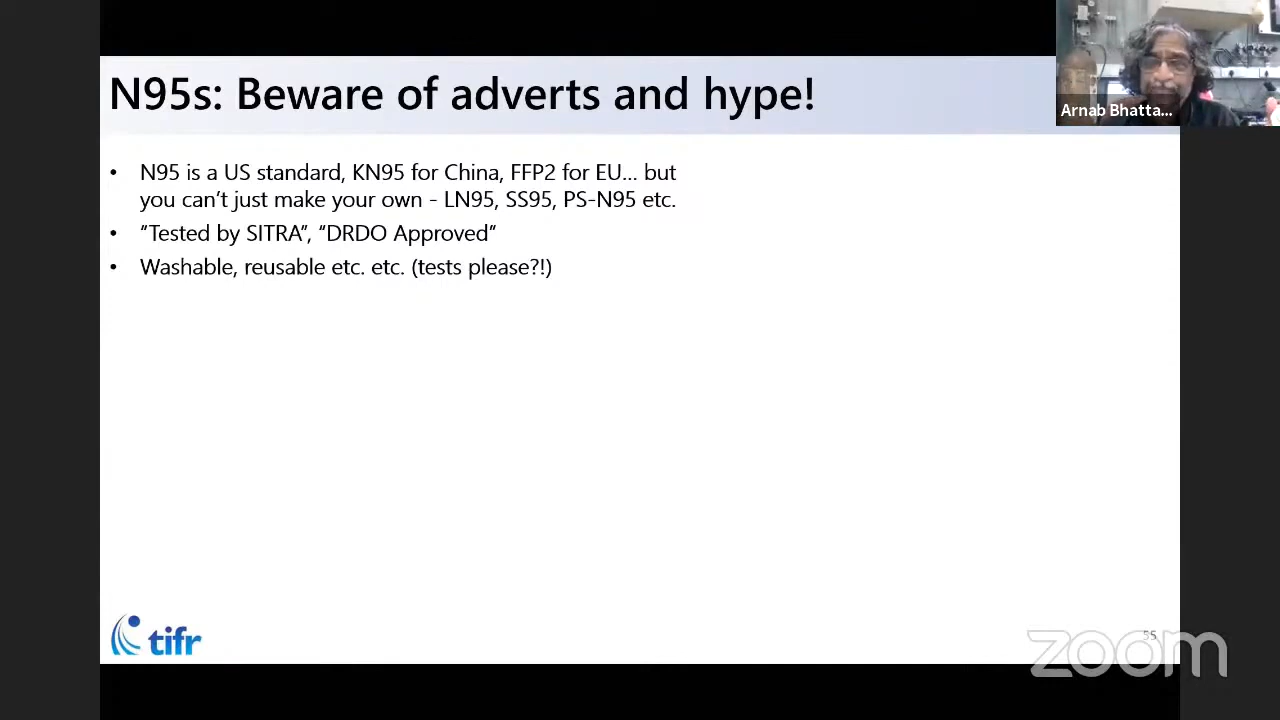 N95s: Beware of adverts and hype!
Arnab Bhatta...
• N95 is a US standard, KN95 for China, FFP2 for EU... but
you can't just make your own - LN95, SS95, PS-N95 etc.
• “Tested by SITRA”, “DRDO Approved”
• Washable, reusable etc. etc. (tests please?!)
tifr
55
zoom